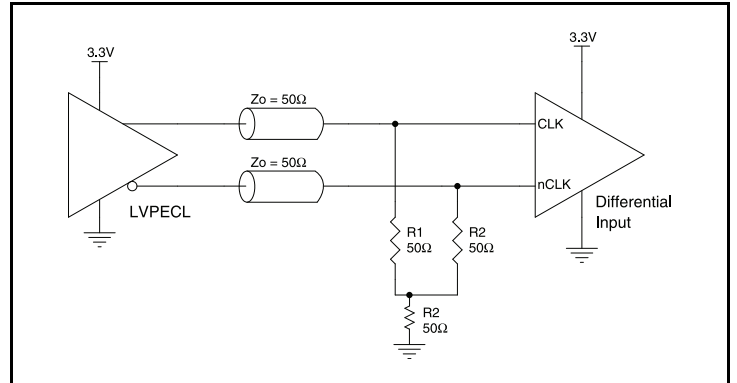 3.3V
3.3V
Zo = 50Ω
CLK
Zo = 50Ω
nCLK
LVPECL
Differential
Input
R1
50Ω
R2
50Ω
R2
50Ω